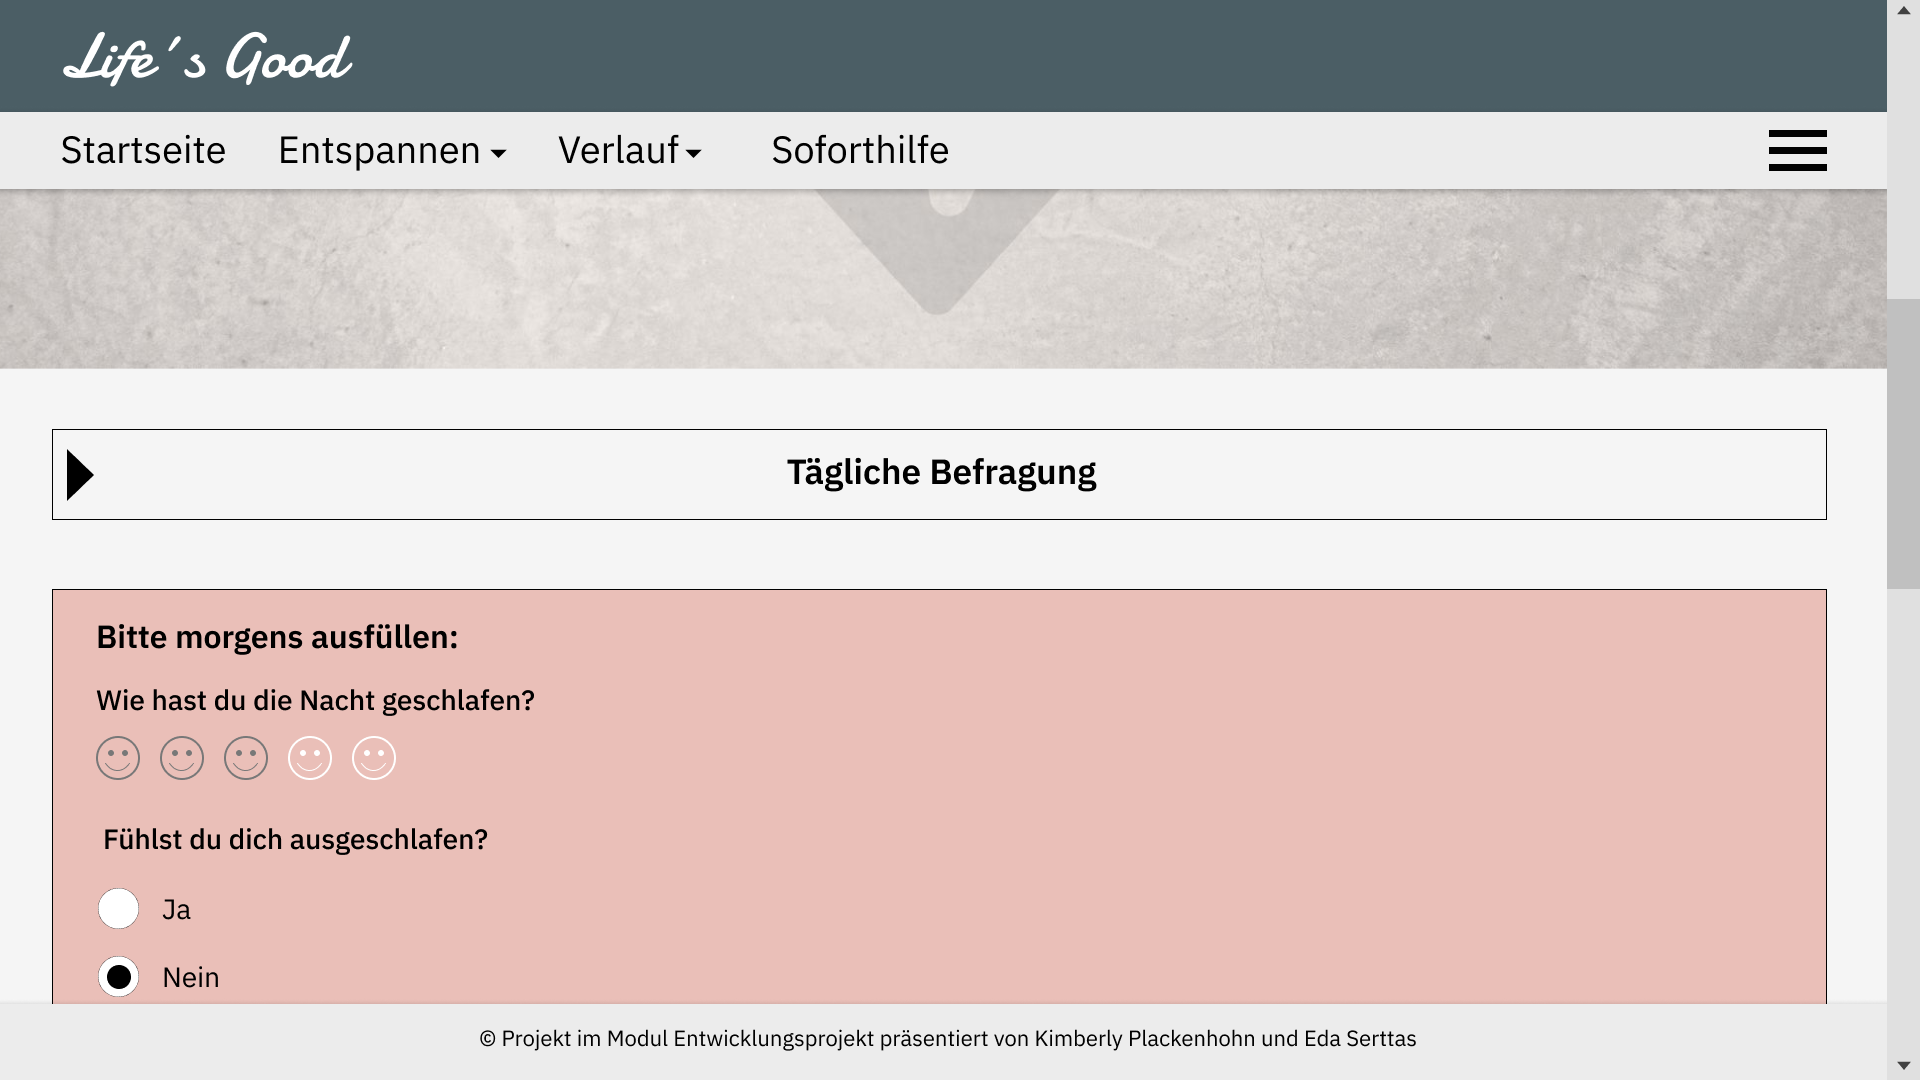 Life´s Good
Startseite Entspannen Verlauf Soforthilfe
Tägliche Befragung
Bitte morgens ausfüllen:
Wie hast du die Nacht geschlafen?
Fühlst du dich ausgeschlafen?
Ja
Nein
© Projekt im Modul Entwicklungsprojekt präsentiert von Kimberly Plackenhohn und Eda Serttas